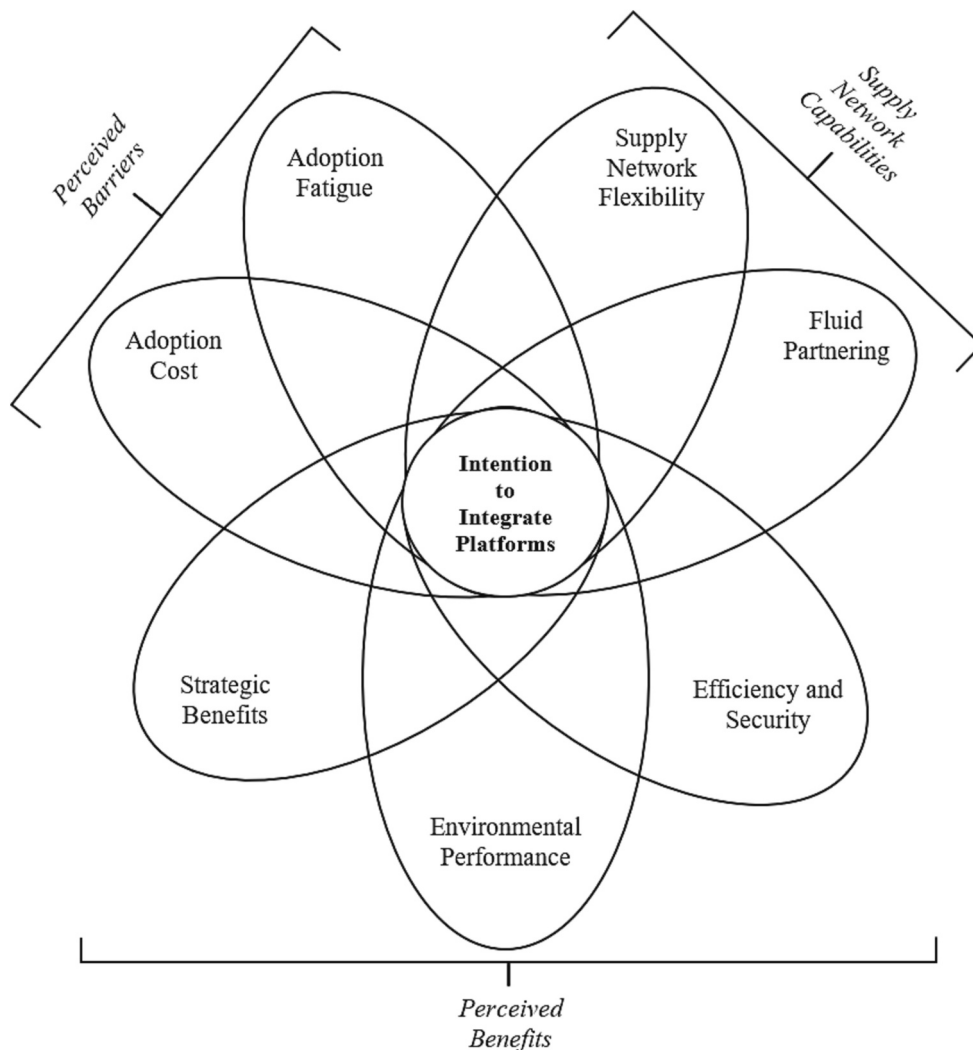 Perceived
Barriers
Supply
Network
Capabilities
Adoption
Fatigue
Supply
Network
Flexibility
Adoption
Cost
Fluid
Partnering
Intention
to
Integrate
Platforms
Strategic
Benefits
Efficiency and
Security
Environmental
Performance
Perceived
Benefits